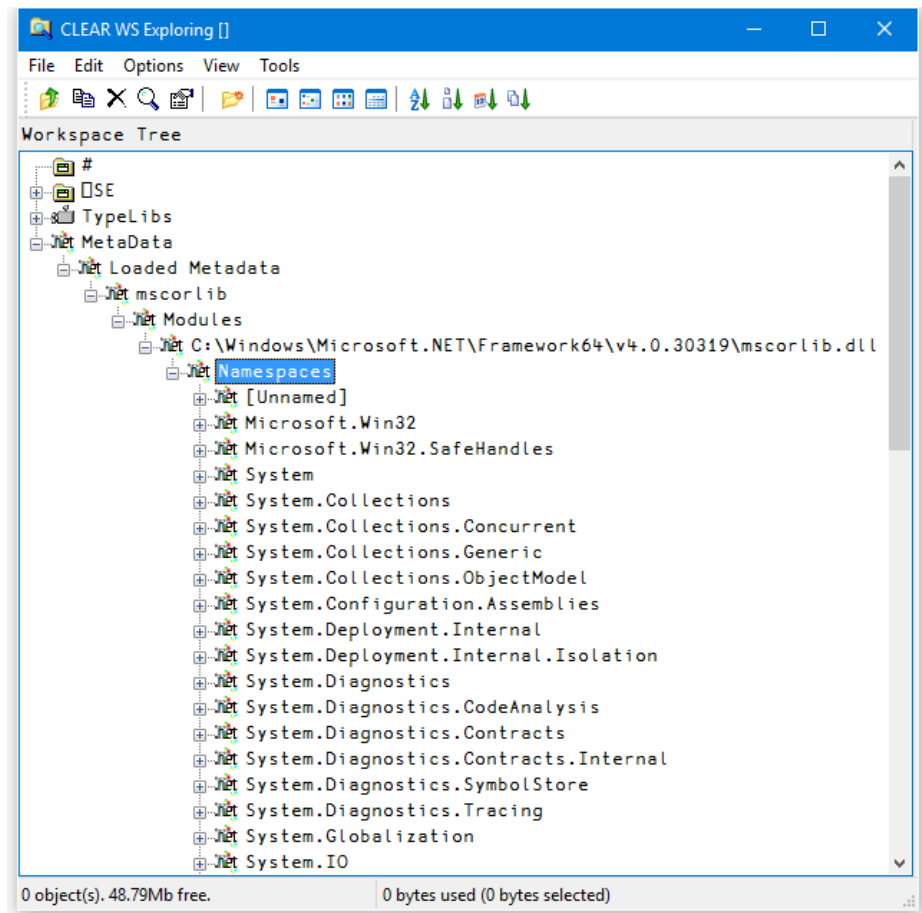 CLEAR WS Exploring []
File Edit Options View Tools
Workspace Tree
#
⎕SE
TypeLibs
MetaData
Loaded Metadata
mscorlib
Modules
C:\Windows\Microsoft.NET\Framework64\v4.0.30319\mscorlib.dll
Namespaces
[Unnamed]
Microsoft.Win32
Microsoft.Win32.SafeHandles
System
System.Collections
System.Collections.Concurrent
System.Collections.Generic
System.Collections.ObjectModel
System.Configuration.Assemblies
System.Deployment.Internal
System.Deployment.Internal.Isolation
System.Diagnostics
System.Diagnostics.CodeAnalysis
System.Diagnostics.Contracts
System.Diagnostics.Contracts.Internal
System.Diagnostics.SymbolStore
System.Diagnostics.Tracing
System.Globalization
System.IO
0 object(s). 48.79Mb free. 0 bytes used (0 bytes selected)